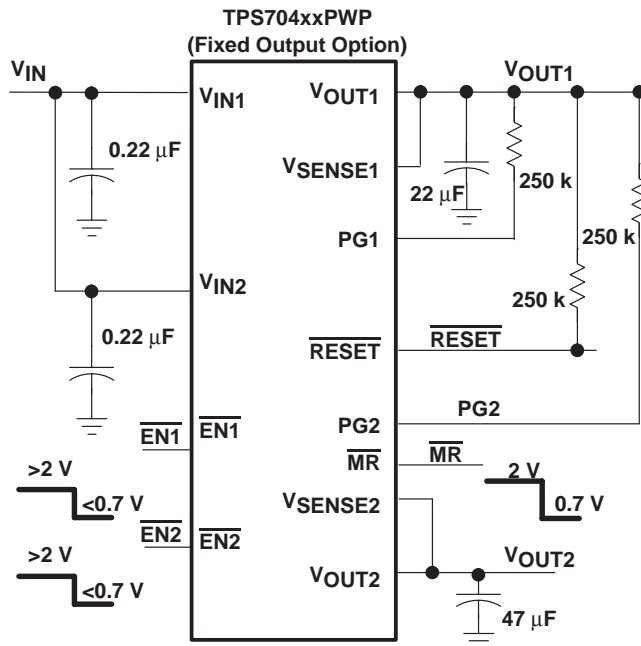 TPS704xxPWP
(Fixed Output Option)
VIN
VIN1
VOUT1
VOUT1
0.22 μF
VSENSE1
22 μF
250 k
PG1
250 k
VIN2
250 k
0.22 μF
RESET
RESET
EN1
EN1
PG2
PG2
MR
MR
>2 V
<0.7 V
2 V
0.7 V
VSENSE2
EN2
EN2
>2 V
<0.7 V
VOUT2
VOUT2
47 μF